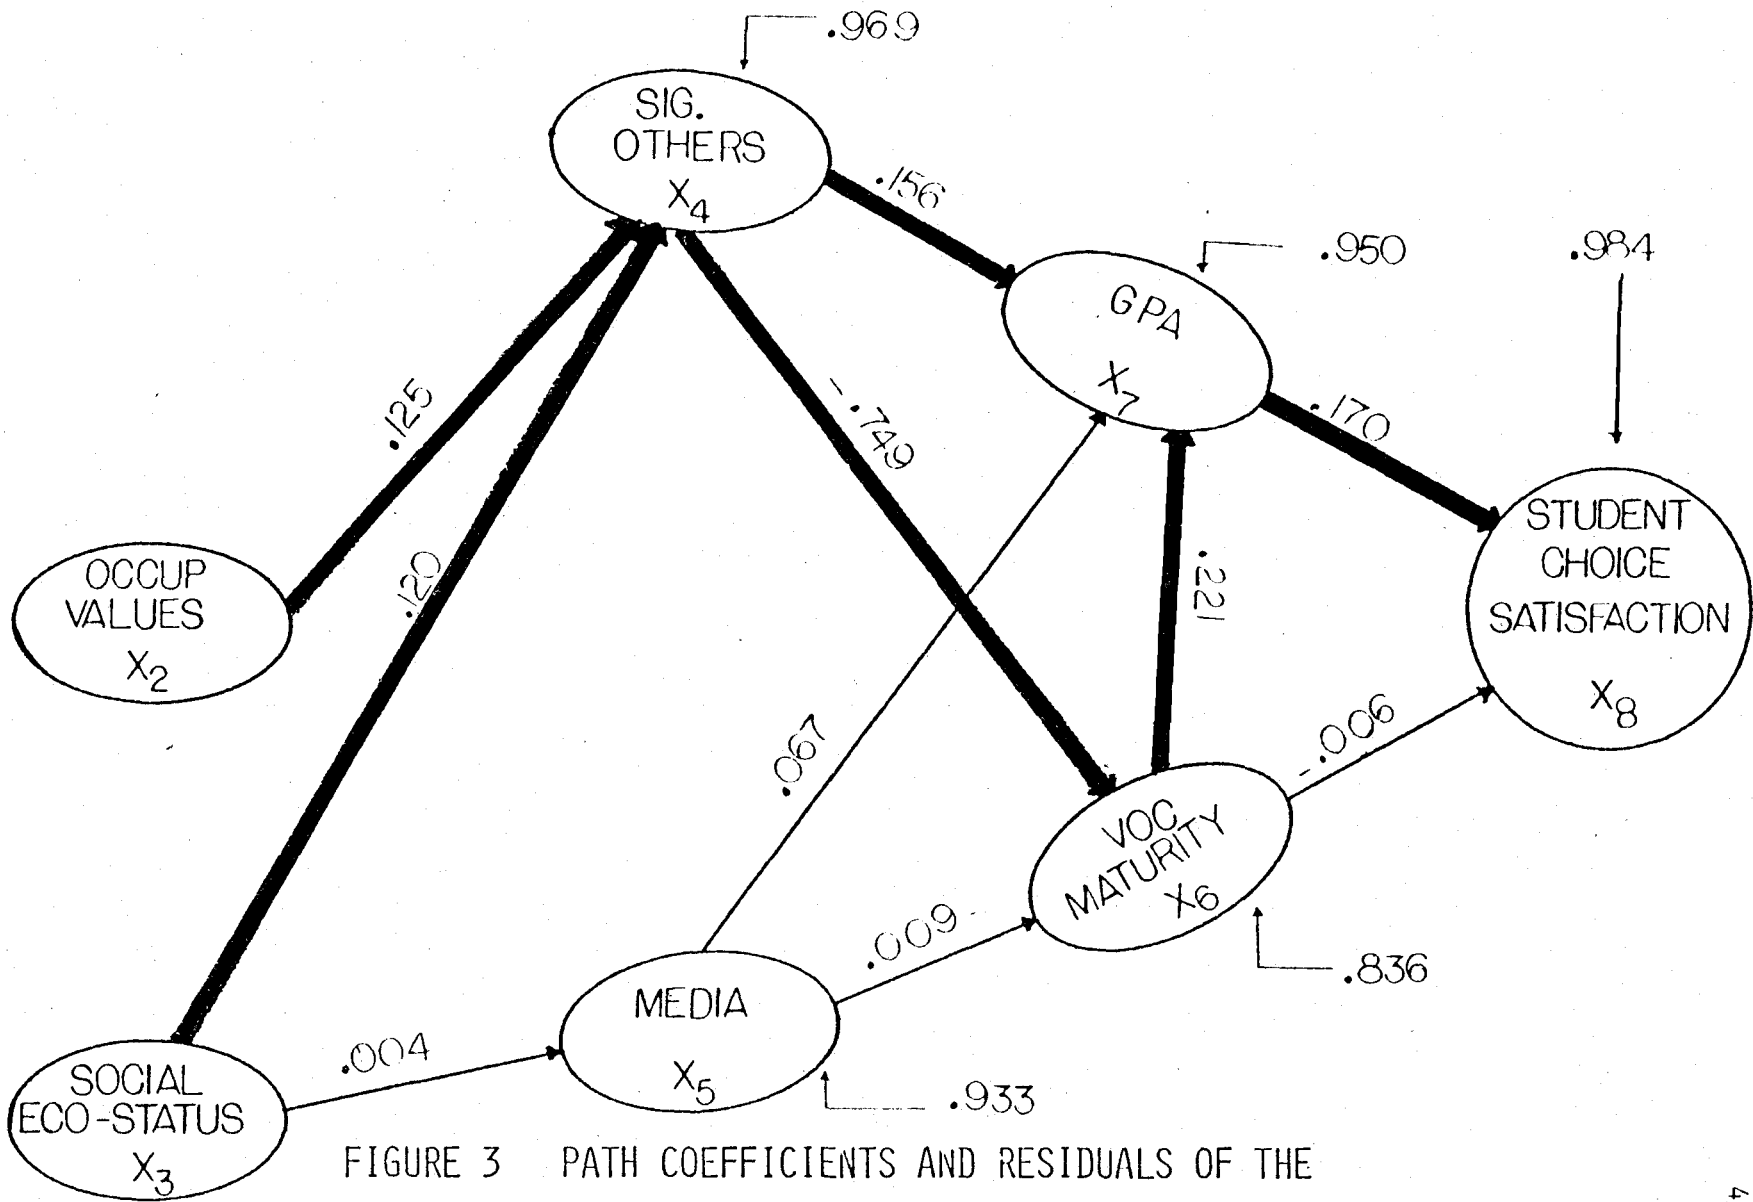 .969
SIG.
OTHERS
X4
.156
.950
.984
GPA
X7
.125
-.749
.170
.120
OCCUP
VALUES
X2
.221
STUDENT
CHOICE
SATISFACTION
X8
.067
-.006
VOC
MATURITY
X6
.009
.836
MEDIA
X5
.004
.933
SOCIAL
ECO-STATUS
X3
FIGURE 3 PATH COEFFICIENTS AND RESIDUALS OF THE
4